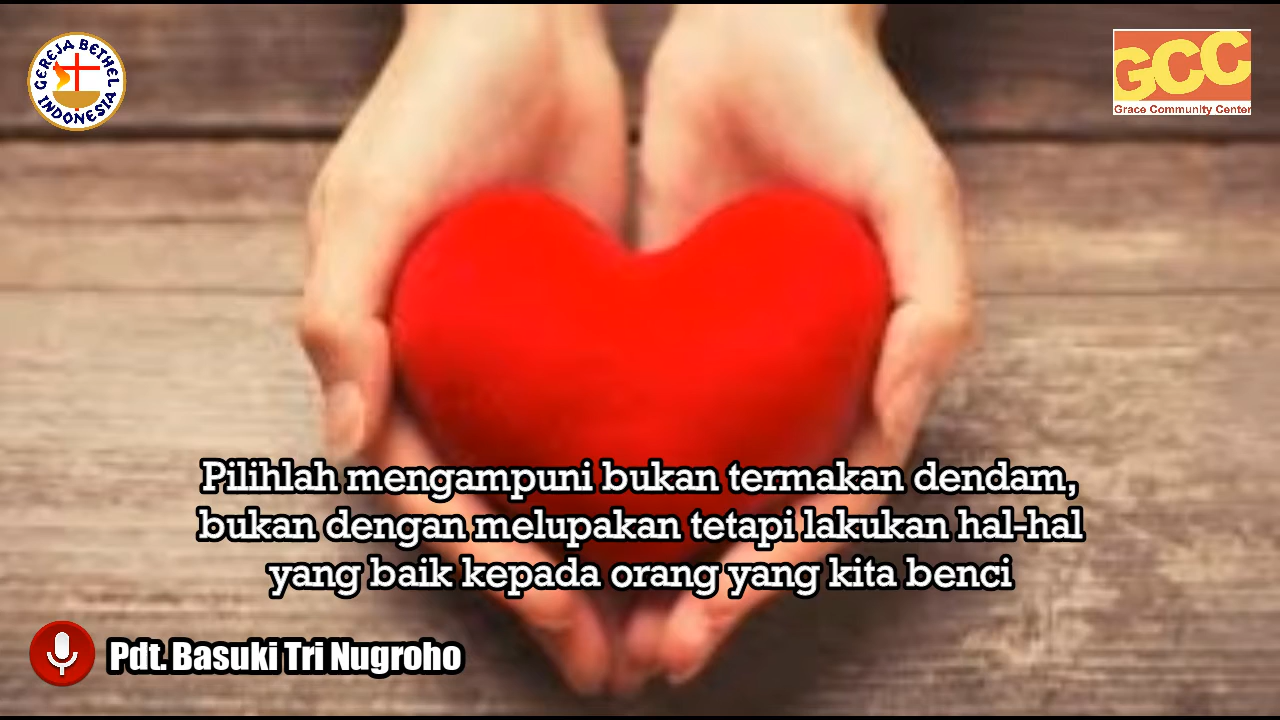 GEREJA BETHEL
INDONESIA
GCC
Grace Community Center
Pilihlah mengampuni bukan termakan dendam,
bukan dengan melupakan tetapi lakukan hal-hal
yang baik kepada orang yang kita benci
Pdt. Basuki Tri Nugroho